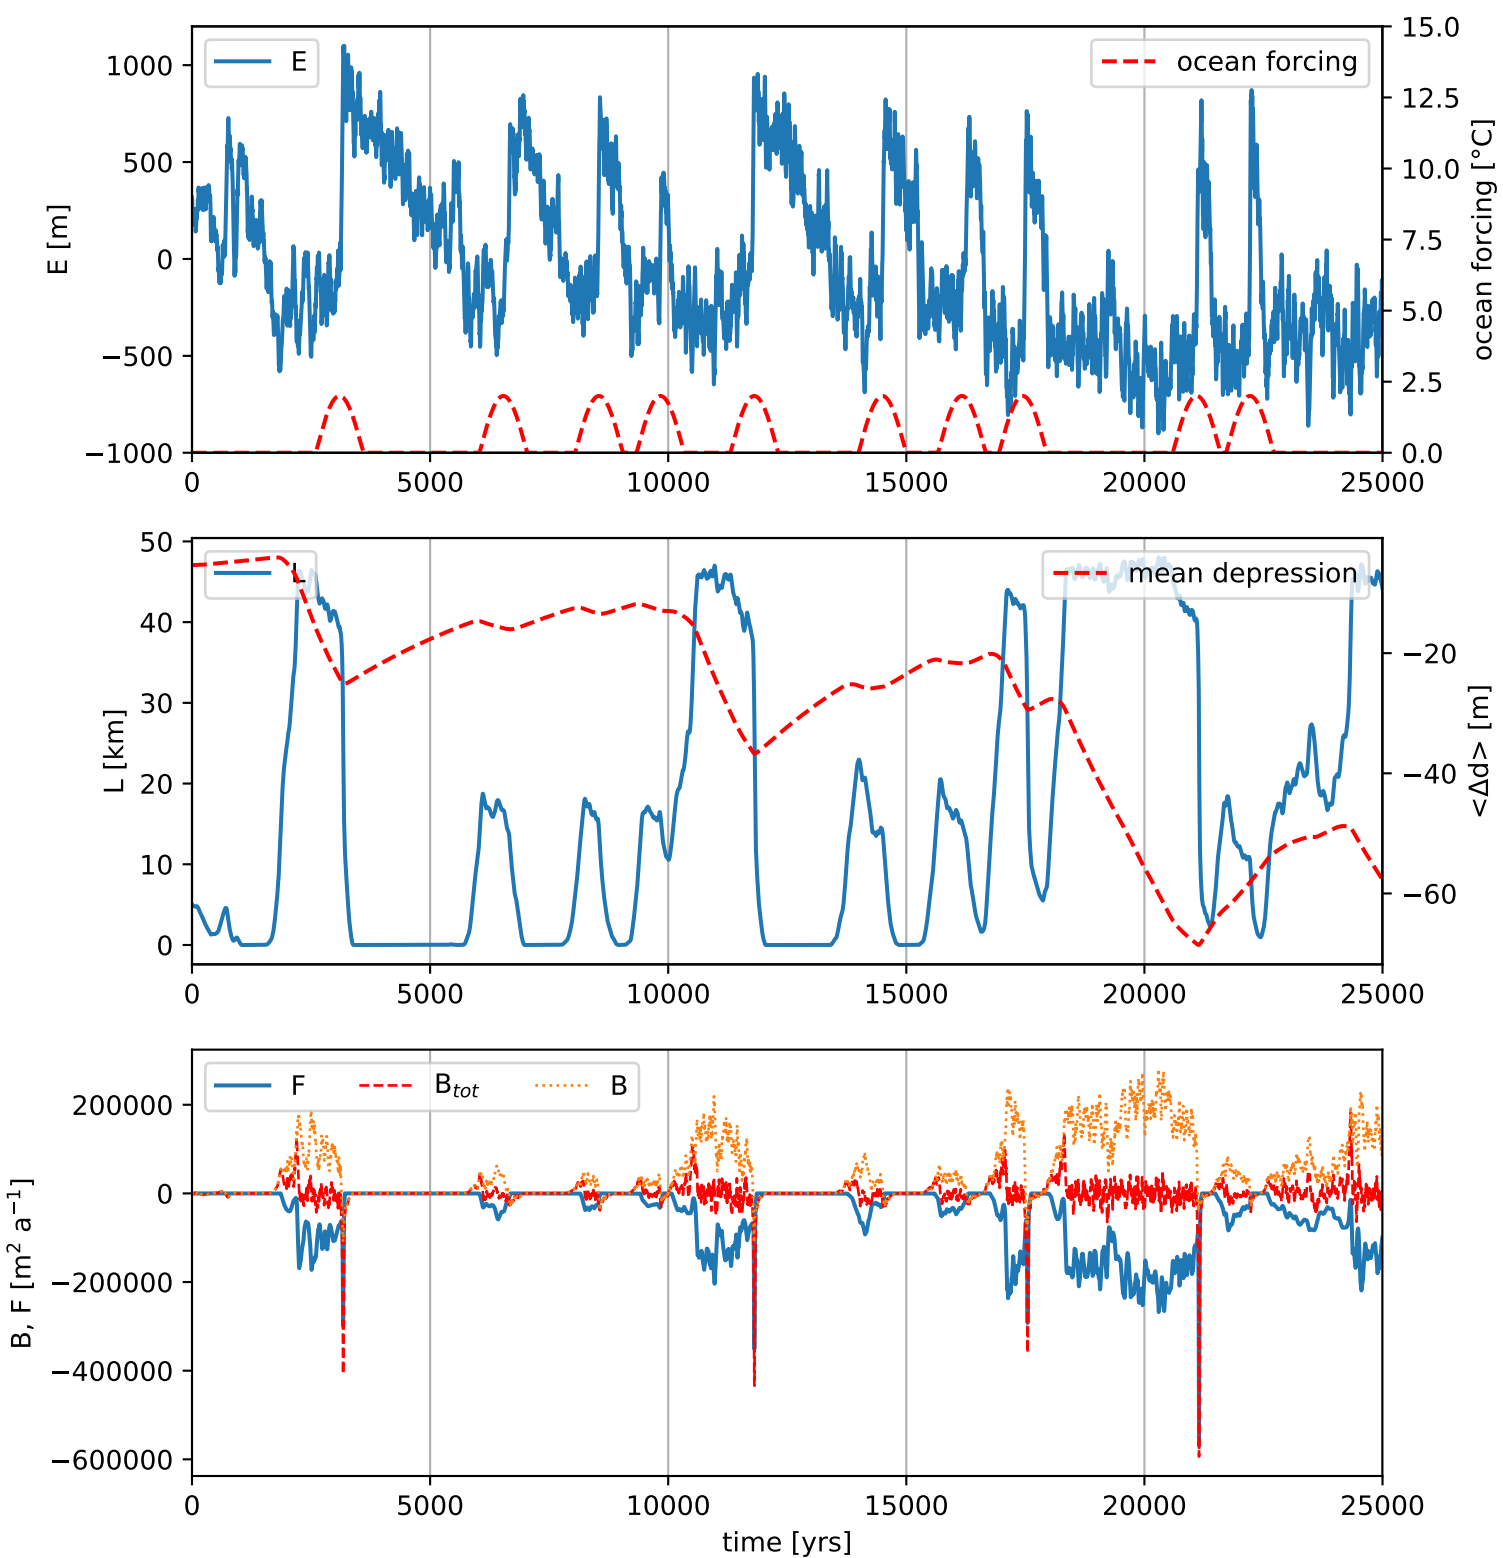 E
ocean forcing
1000
500
0
−500
−1000
E [m]
15.0
12.5
10.0
7.5
5.0
2.5
0.0
ocean forcing [°C]
0 5000 10000 15000 20000 25000
L
mean depression
50
40
30
20
10
0
L [km]
−20
−40
−60
<Δd> [m]
0 5000 10000 15000 20000 25000
F B_tot B
200000
0
−200000
−400000
−600000
B, F [m² a⁻¹]
0 5000 10000 15000 20000 25000
time [yrs]